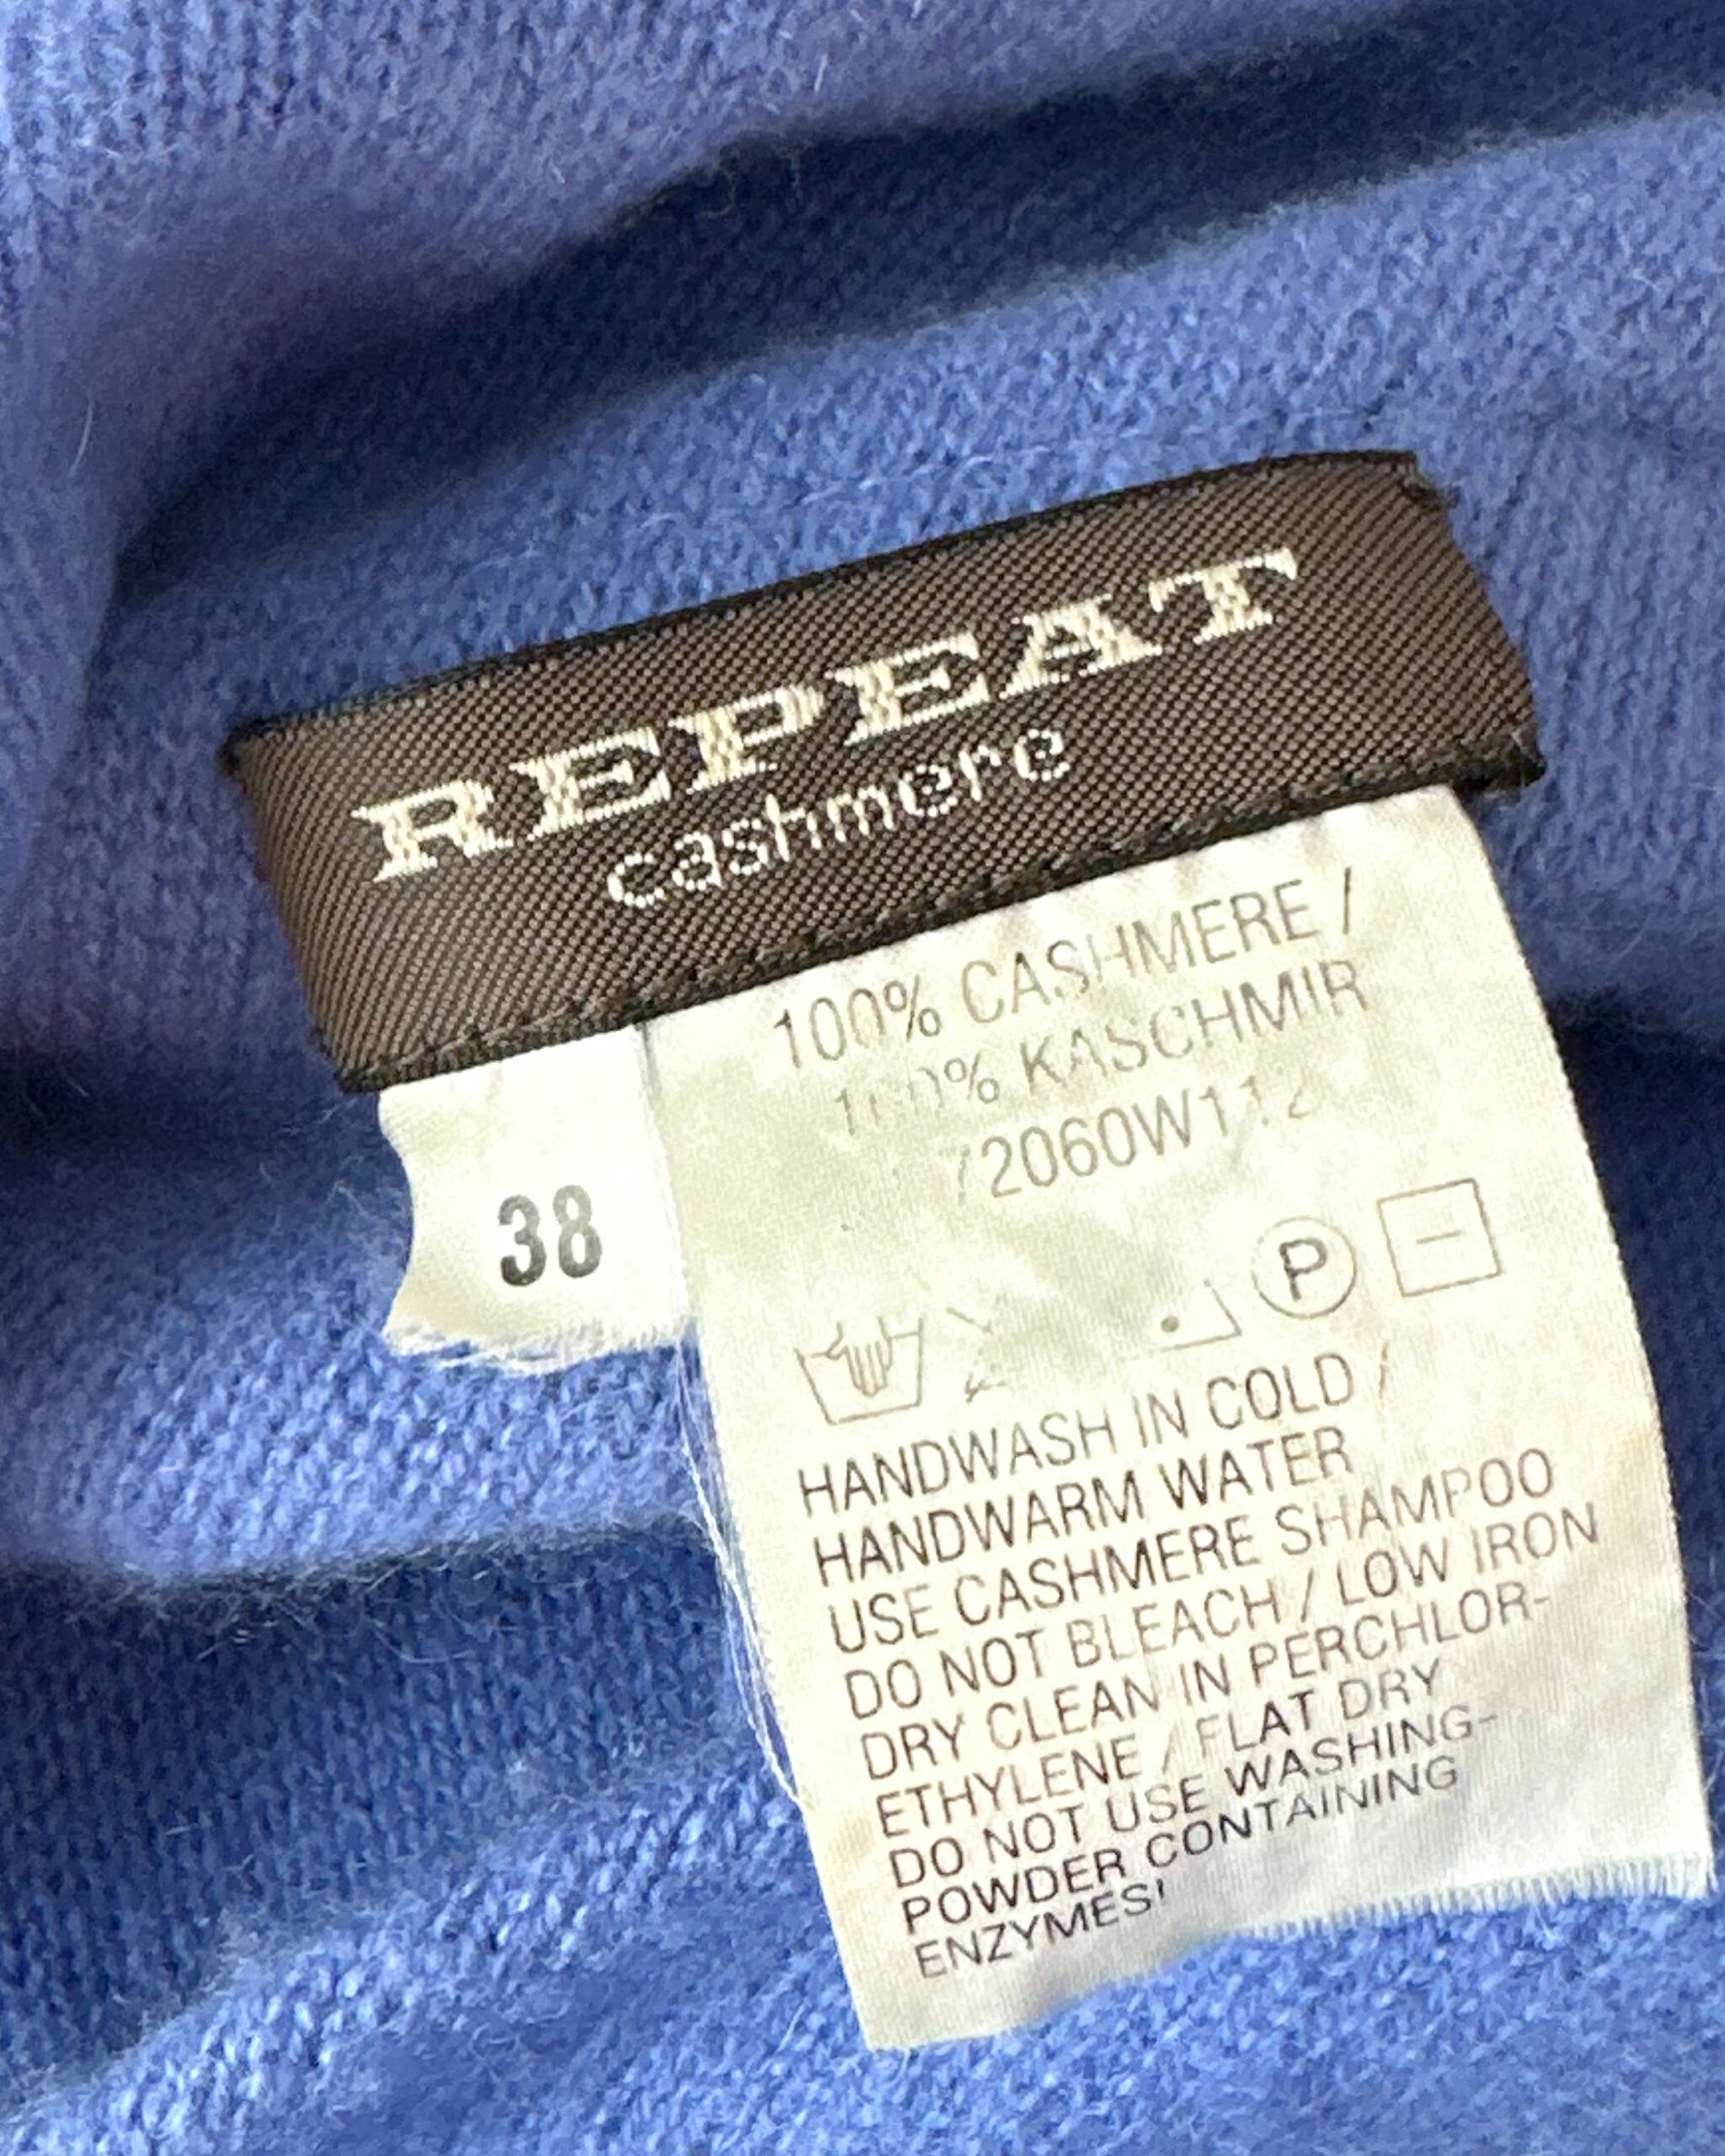 REPEAT
cashmere
100% CASHMERE /
100% KASCHMIR
38
P
HANDWASH IN COLD /
HANDWARM WATER
USE CASHMERE SHAMPOO
DO NOT BLEACH / LOW IRON
DRY CLEAN IN PERCHLOR-
ETHYLENE / FLAT DRY
DO NOT USE WASHING-
POWDER CONTAINING
ENZYMES!